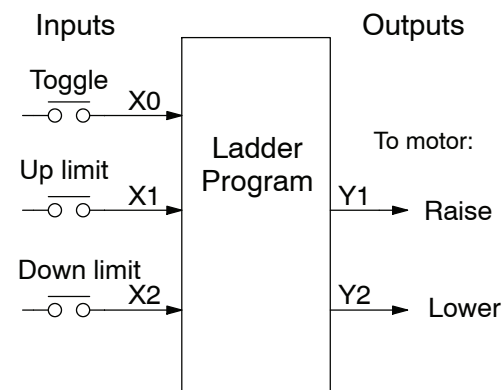 Inputs
Outputs
Toggle
X0
Up limit
X1
Down limit
X2
Ladder
Program
To motor:
Y1
Raise
Y2
Lower